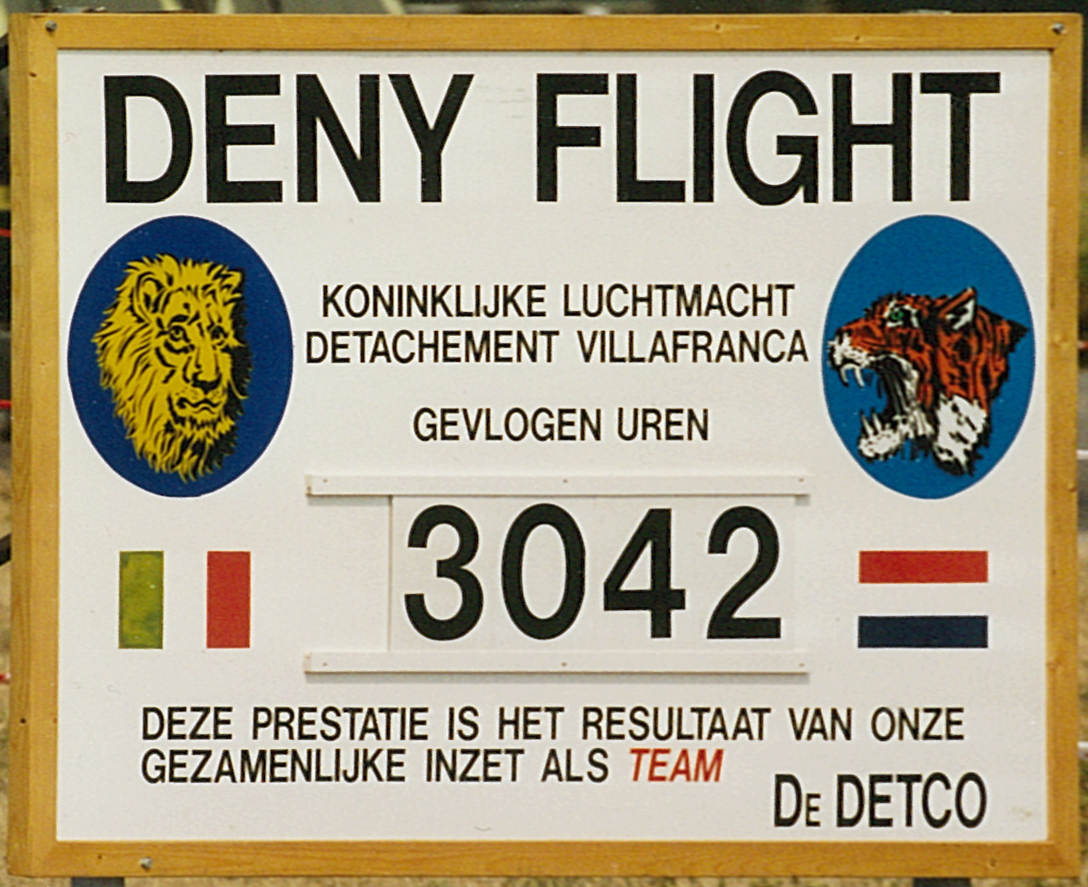 DENY FLIGHT
KONINKLIJKE LUCHTMACHT
DETACHEMENT VILLAFRANCA
GEVLOGEN UREN
3042
DEZE PRESTATIE IS HET RESULTAAT VAN ONZE
GEZAMENLIJKE INZET ALS TEAM
DE DETCO